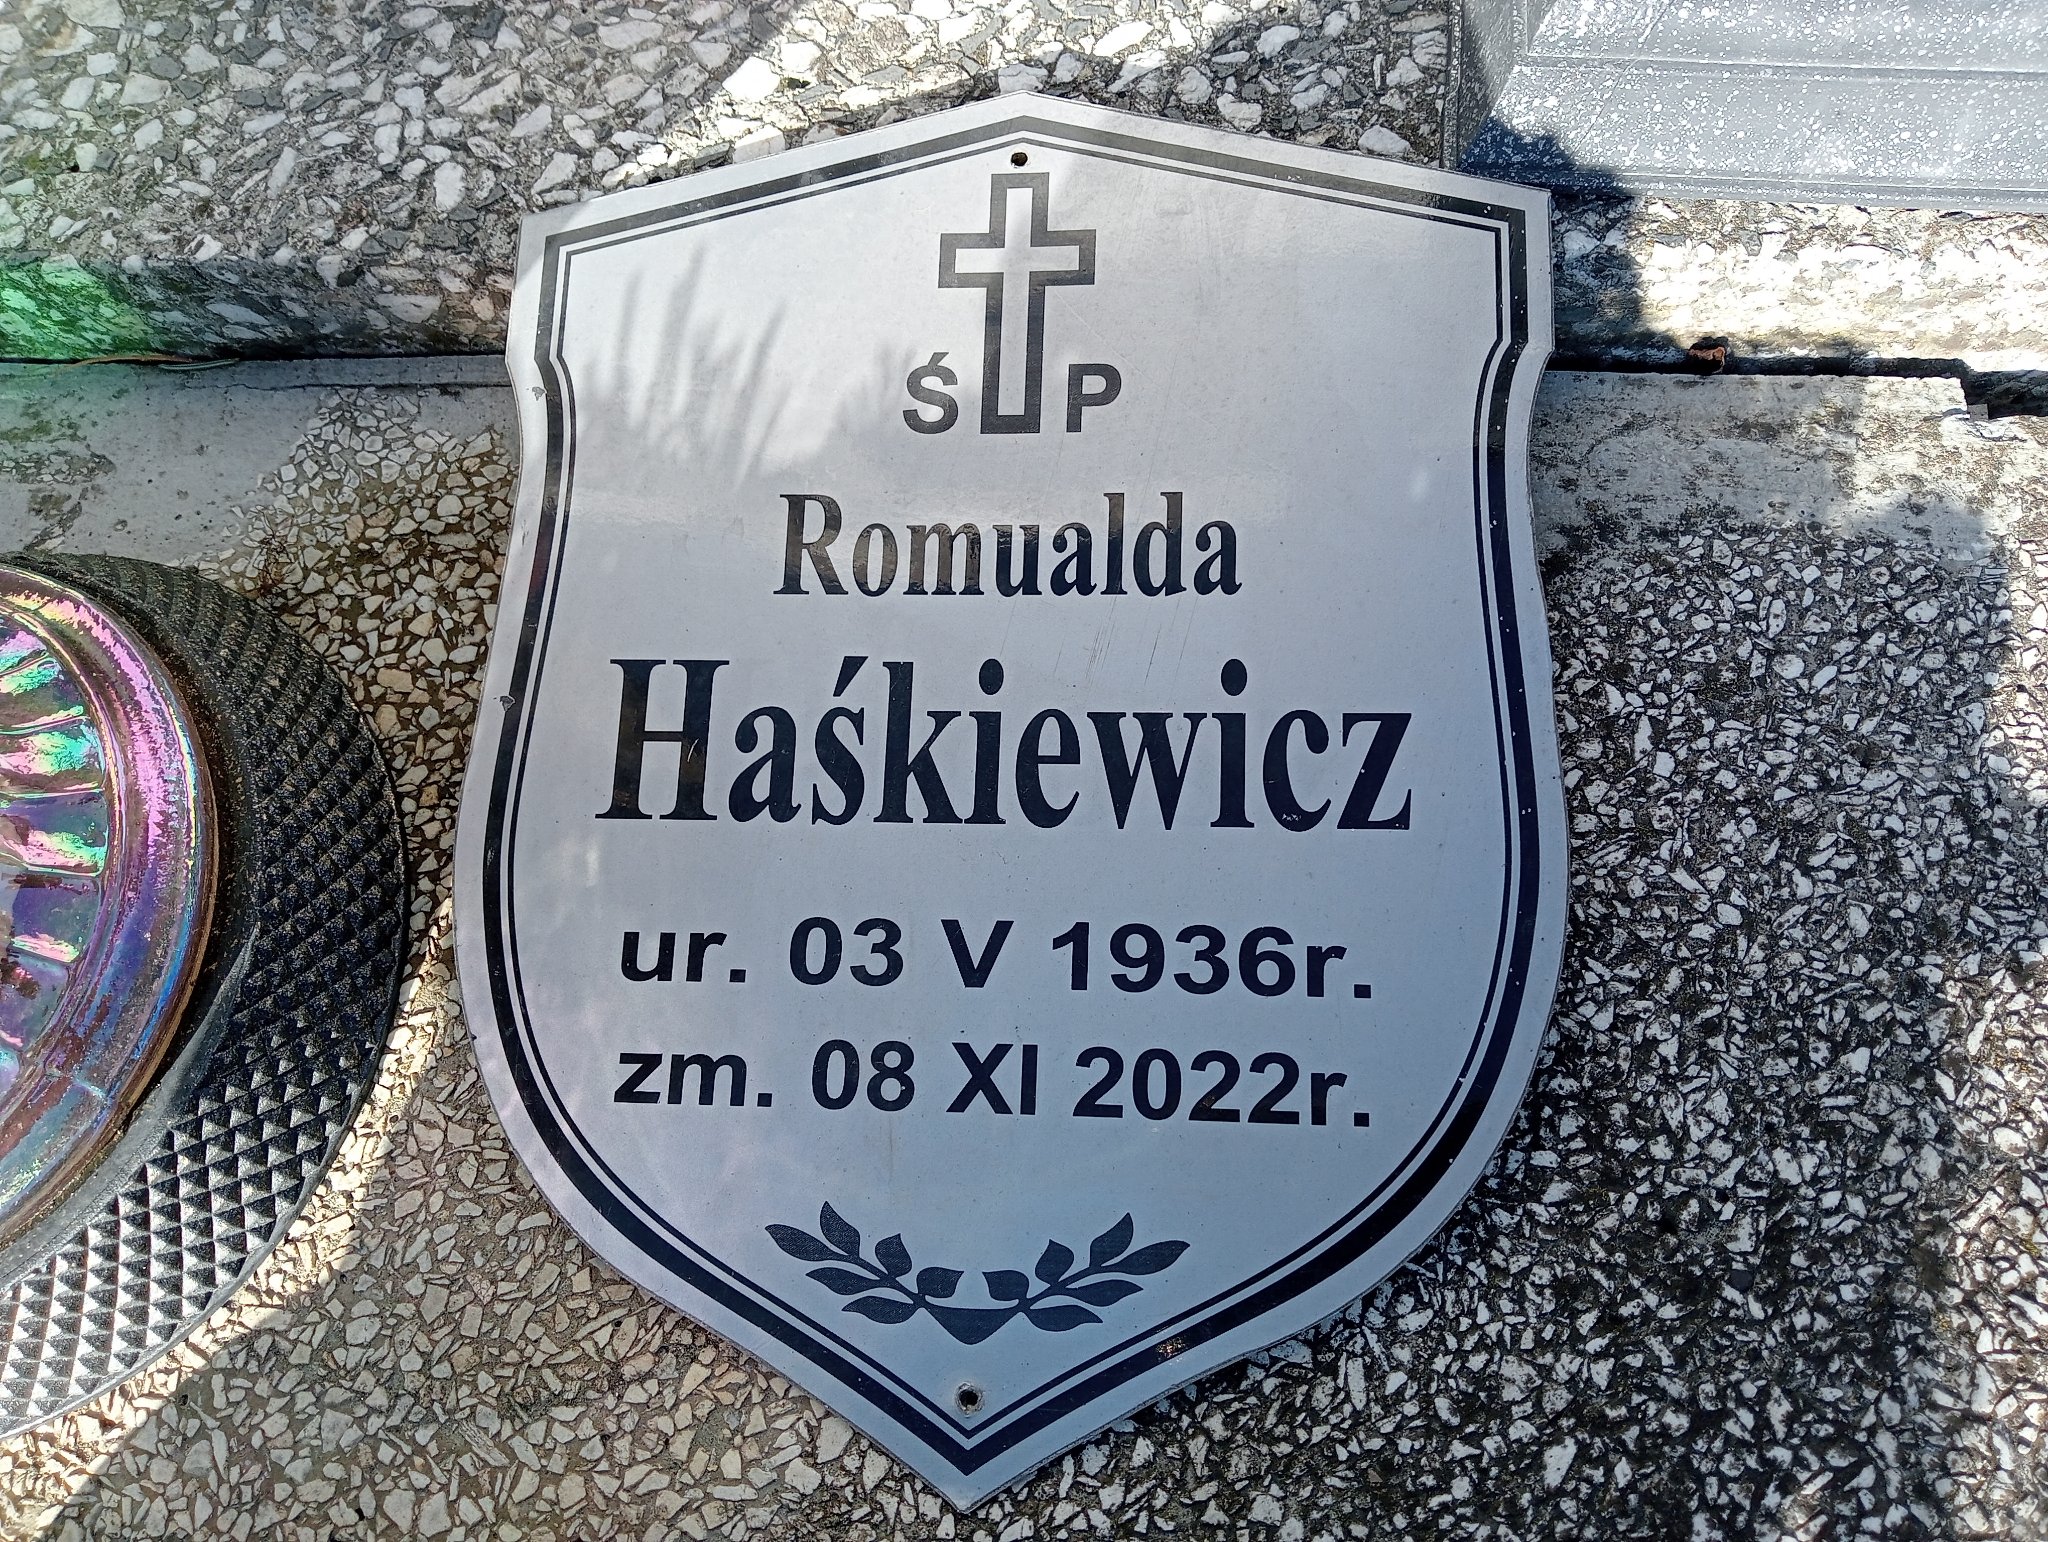 Ś P
Romualda
Haśkiewicz
ur. 03 V 1936r.
zm. 08 XI 2022r.